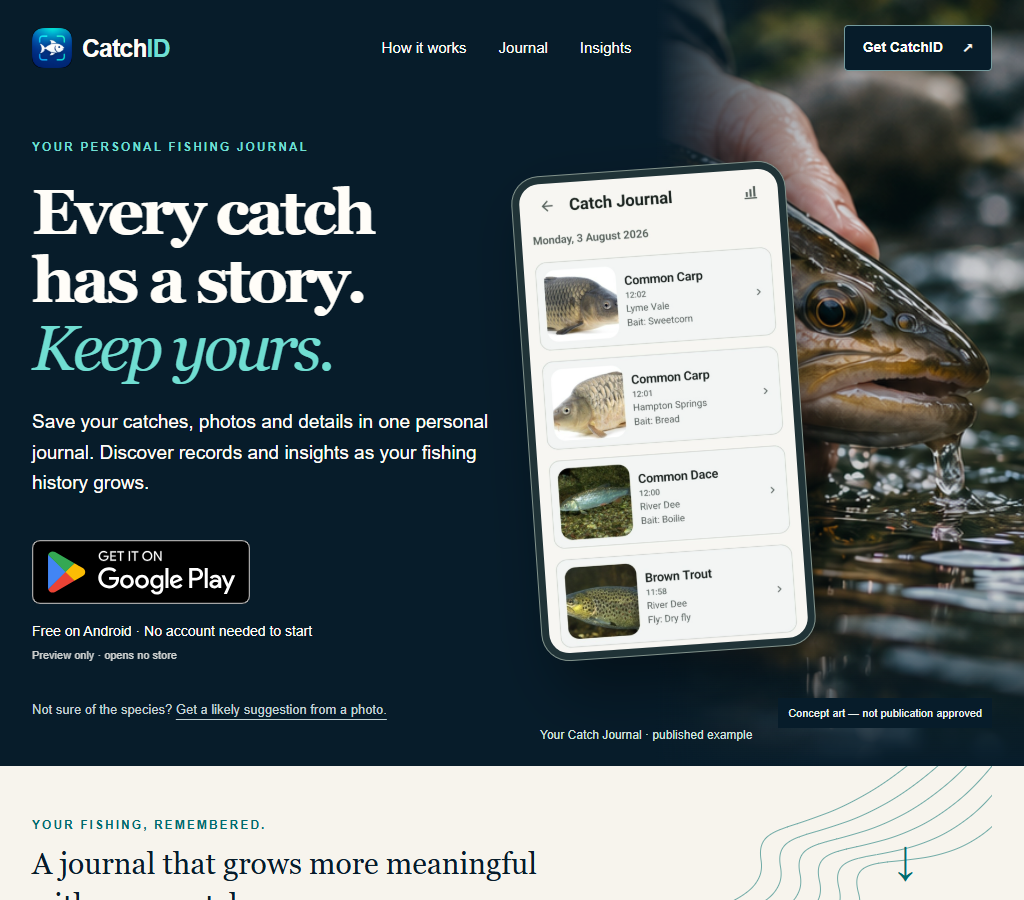 CatchID
How it works
Journal
Insights
Get CatchID ↗
YOUR PERSONAL FISHING JOURNAL
Every catch
has a story.
Keep yours.
Save your catches, photos and details in one personal
journal. Discover records and insights as your fishing
history grows.
GET IT ON
Google Play
Free on Android · No account needed to start
Preview only · opens no store
Not sure of the species? Get a likely suggestion from a photo.
Catch Journal
Monday, 3 August 2026
Common Carp
12:02
Lyme Vale
Bait: Sweetcorn
Common Carp
12:01
Hampton Springs
Bait: Bread
Common Dace
12:00
River Dee
Bait: Boilie
Brown Trout
11:58
River Dee
Fly: Dry fly
Concept art — not publication approved
Your Catch Journal · published example
YOUR FISHING, REMEMBERED.
A journal that grows more meaningful